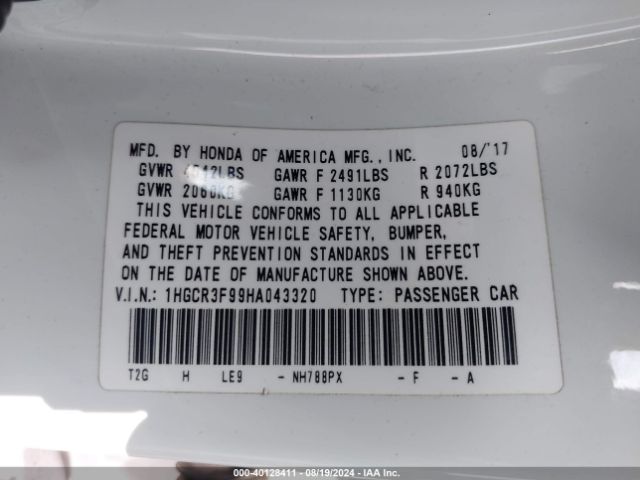 MFD. BY HONDA OF AMERICA MFG., INC. 08/'17
GVWR LBS GAWR F 2491LBS R 2072LBS
GVWR GAWR F 1130KG R 940KG
THIS VEHICLE CONFORMS TO ALL APPLICABLE
FEDERAL MOTOR VEHICLE SAFETY, BUMPER,
AND THEFT PREVENTION STANDARDS IN EFFECT
ON THE DATE OF MANUFACTURE SHOWN ABOVE.
V.I.N.: 1HGCR3F99HA043320 TYPE: PASSENGER CAR
T2G H LE9 - NH788PX - F - A
000-40128411 - 08/19/2024 - IAA Inc.